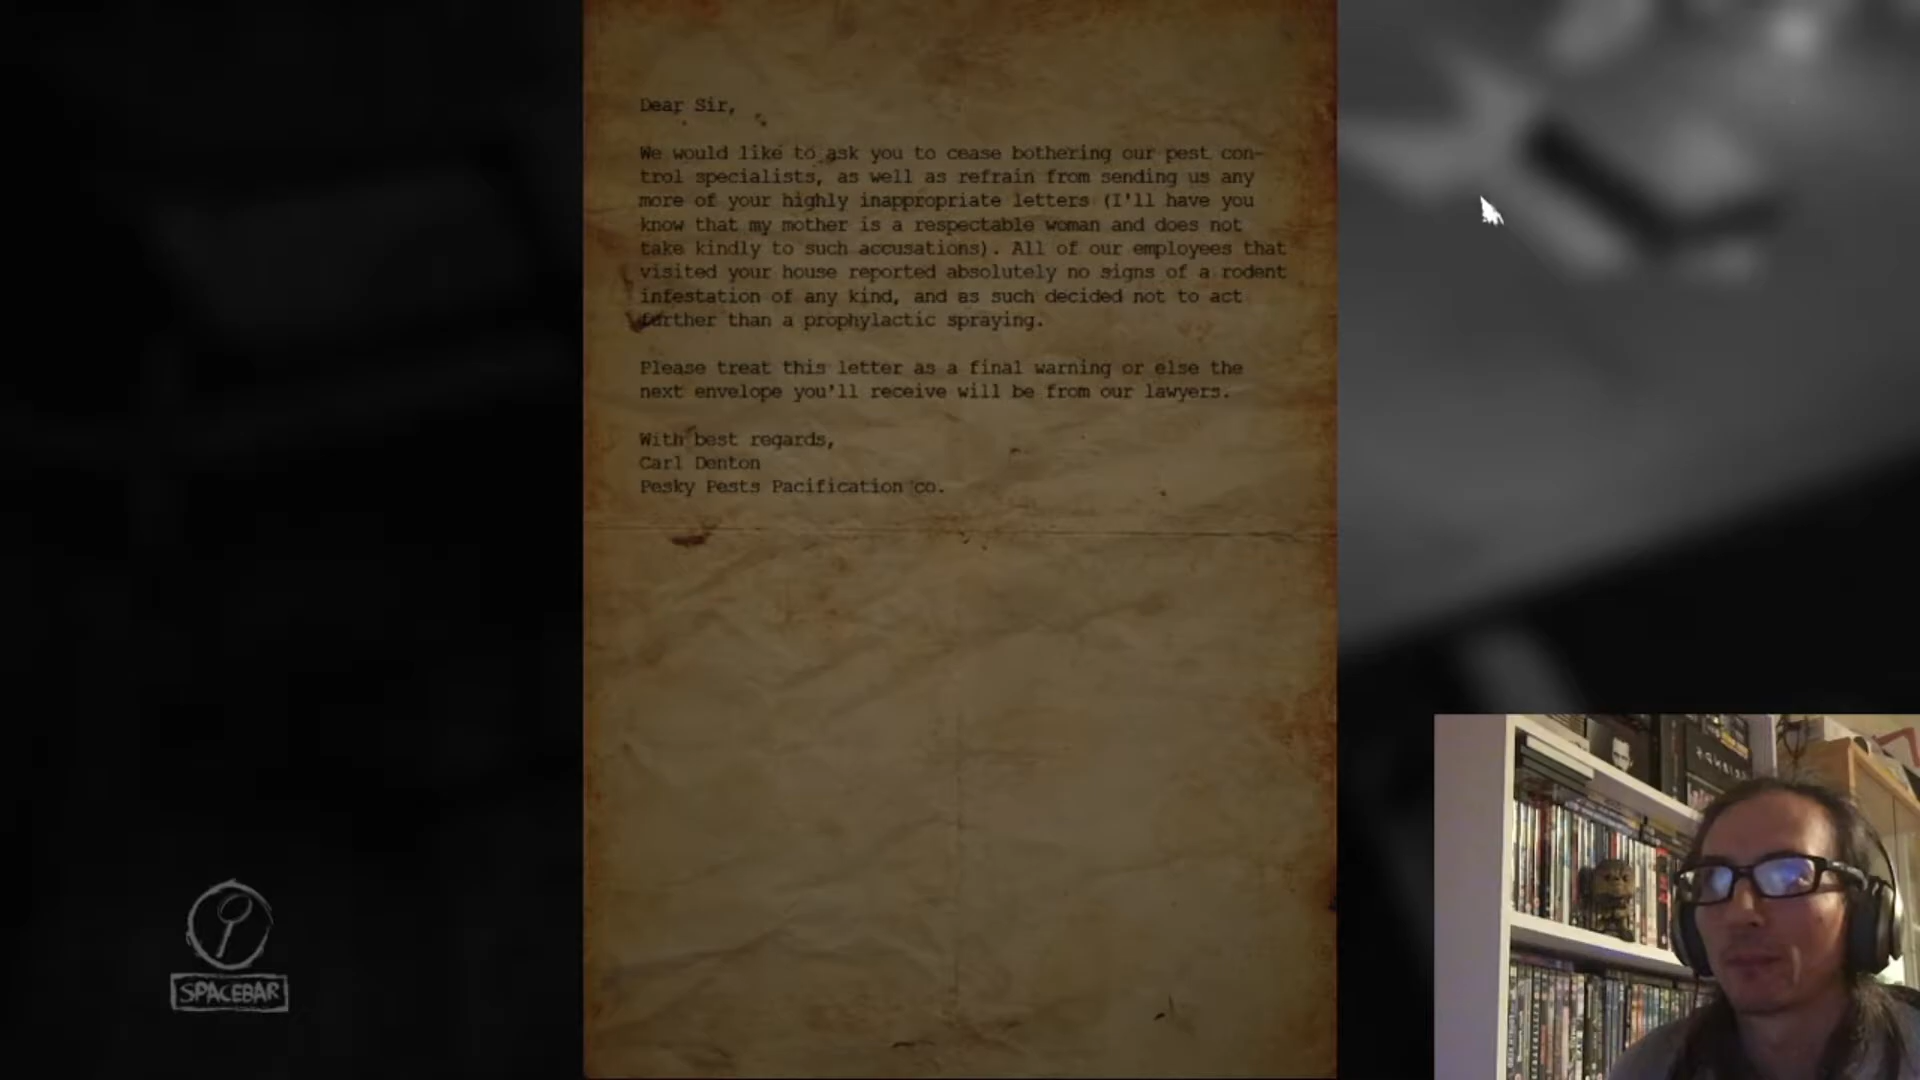 Dear Sir,
We would like to ask you to cease bothering our pest con-
trol specialists, as well as refrain from sending us any
more of your highly inappropriate letters (I'll have you
know that my mother is a respectable woman and does not
take kindly to such accusations). All of our employees that
visited your house reported absolutely no signs of a rodent
infestation of any kind, and as such decided not to act
further than a prophylactic spraying.
Please treat this letter as a final warning or else the
next envelope you'll receive will be from our lawyers.
With best regards,
Carl Denton
Pesky Pests Pacification co.
SPACEBAR